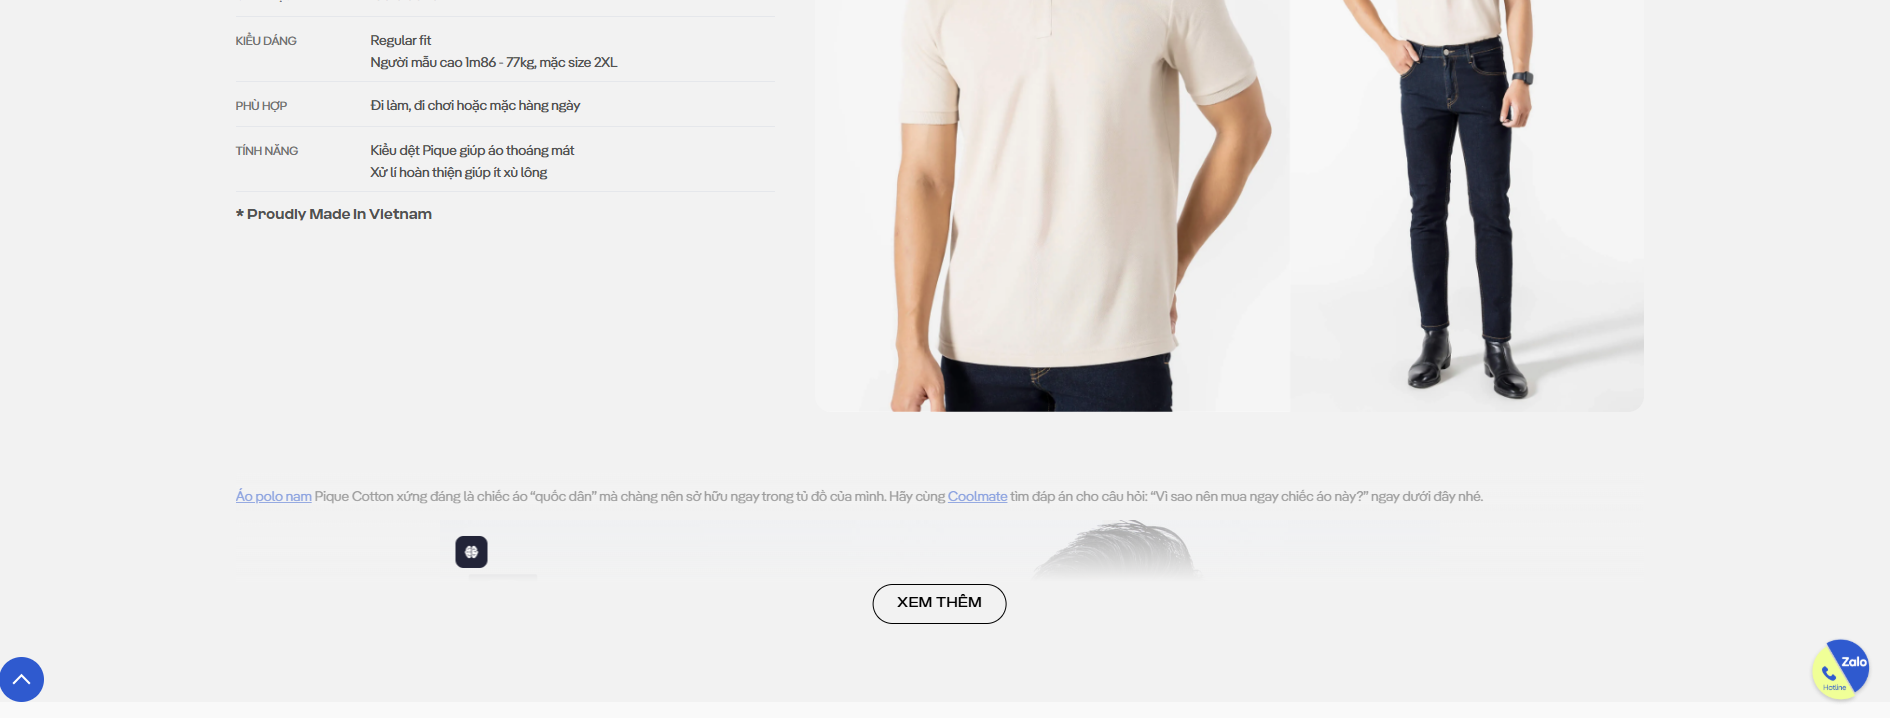 KIỂU DÁNG
Regular fit
Người mẫu cao 1m86 - 77kg, mặc size 2XL
PHÙ HỢP
Đi làm, đi chơi hoặc mặc hàng ngày
TÍNH NĂNG
Kiểu dệt Pique giúp áo thoáng mát
Xử lí hoàn thiện giúp ít xù lông
* Proudly Made In Vietnam
Áo polo nam Pique Cotton xứng đáng là chiếc áo “quốc dân” mà chàng nên sở hữu ngay trong tủ đồ của mình. Hãy cùng Coolmate tìm đáp án cho câu hỏi: “Vì sao nên mua ngay chiếc áo này?” ngay dưới đây nhé.
XEM THÊM
Zalo
Hotline